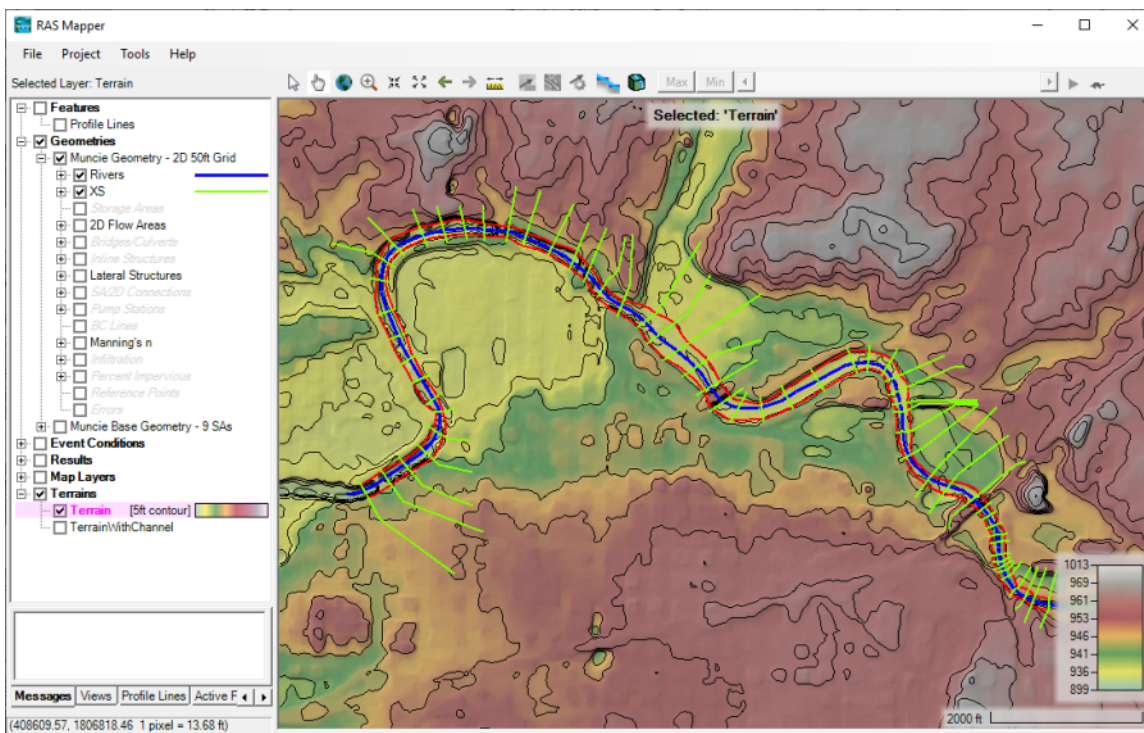 RAS Mapper
File Project Tools Help
Selected Layer: Terrain
Max Min
Features
Profile Lines
Geometries
Muncie Geometry - 2D 50ft Grid
Rivers
XS
Storage Areas
2D Flow Areas
Bridges/Culverts
Inline Structures
Lateral Structures
SA/2D Connections
Pump Stations
BC Lines
Manning's n
Infiltration
Percent Impervious
Reference Points
Errors
Muncie Base Geometry - 9 SAs
Event Conditions
Results
Map Layers
Terrains
Terrain [5ft contour]
TerrainWithChannel
Messages Views Profile Lines Active F
(408609.57, 1806818.46 1 pixel = 13.68 ft)
Selected: 'Terrain'
1013
969
961
953
946
941
936
899
2000 ft